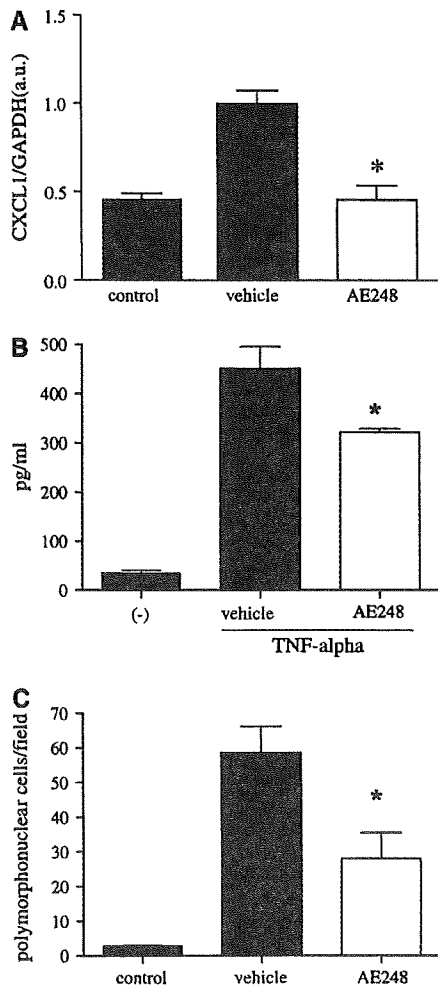 A
CXCL1/GAPDH(a.u.)
1.5
1.0
0.5
0.0
control vehicle AE248
*
B
pg/ml
500
400
300
200
100
0
(-) vehicle AE248
TNF-alpha
*
C
polymorphonuclear cells/field
70
60
50
40
30
20
10
0
control vehicle AE248
*